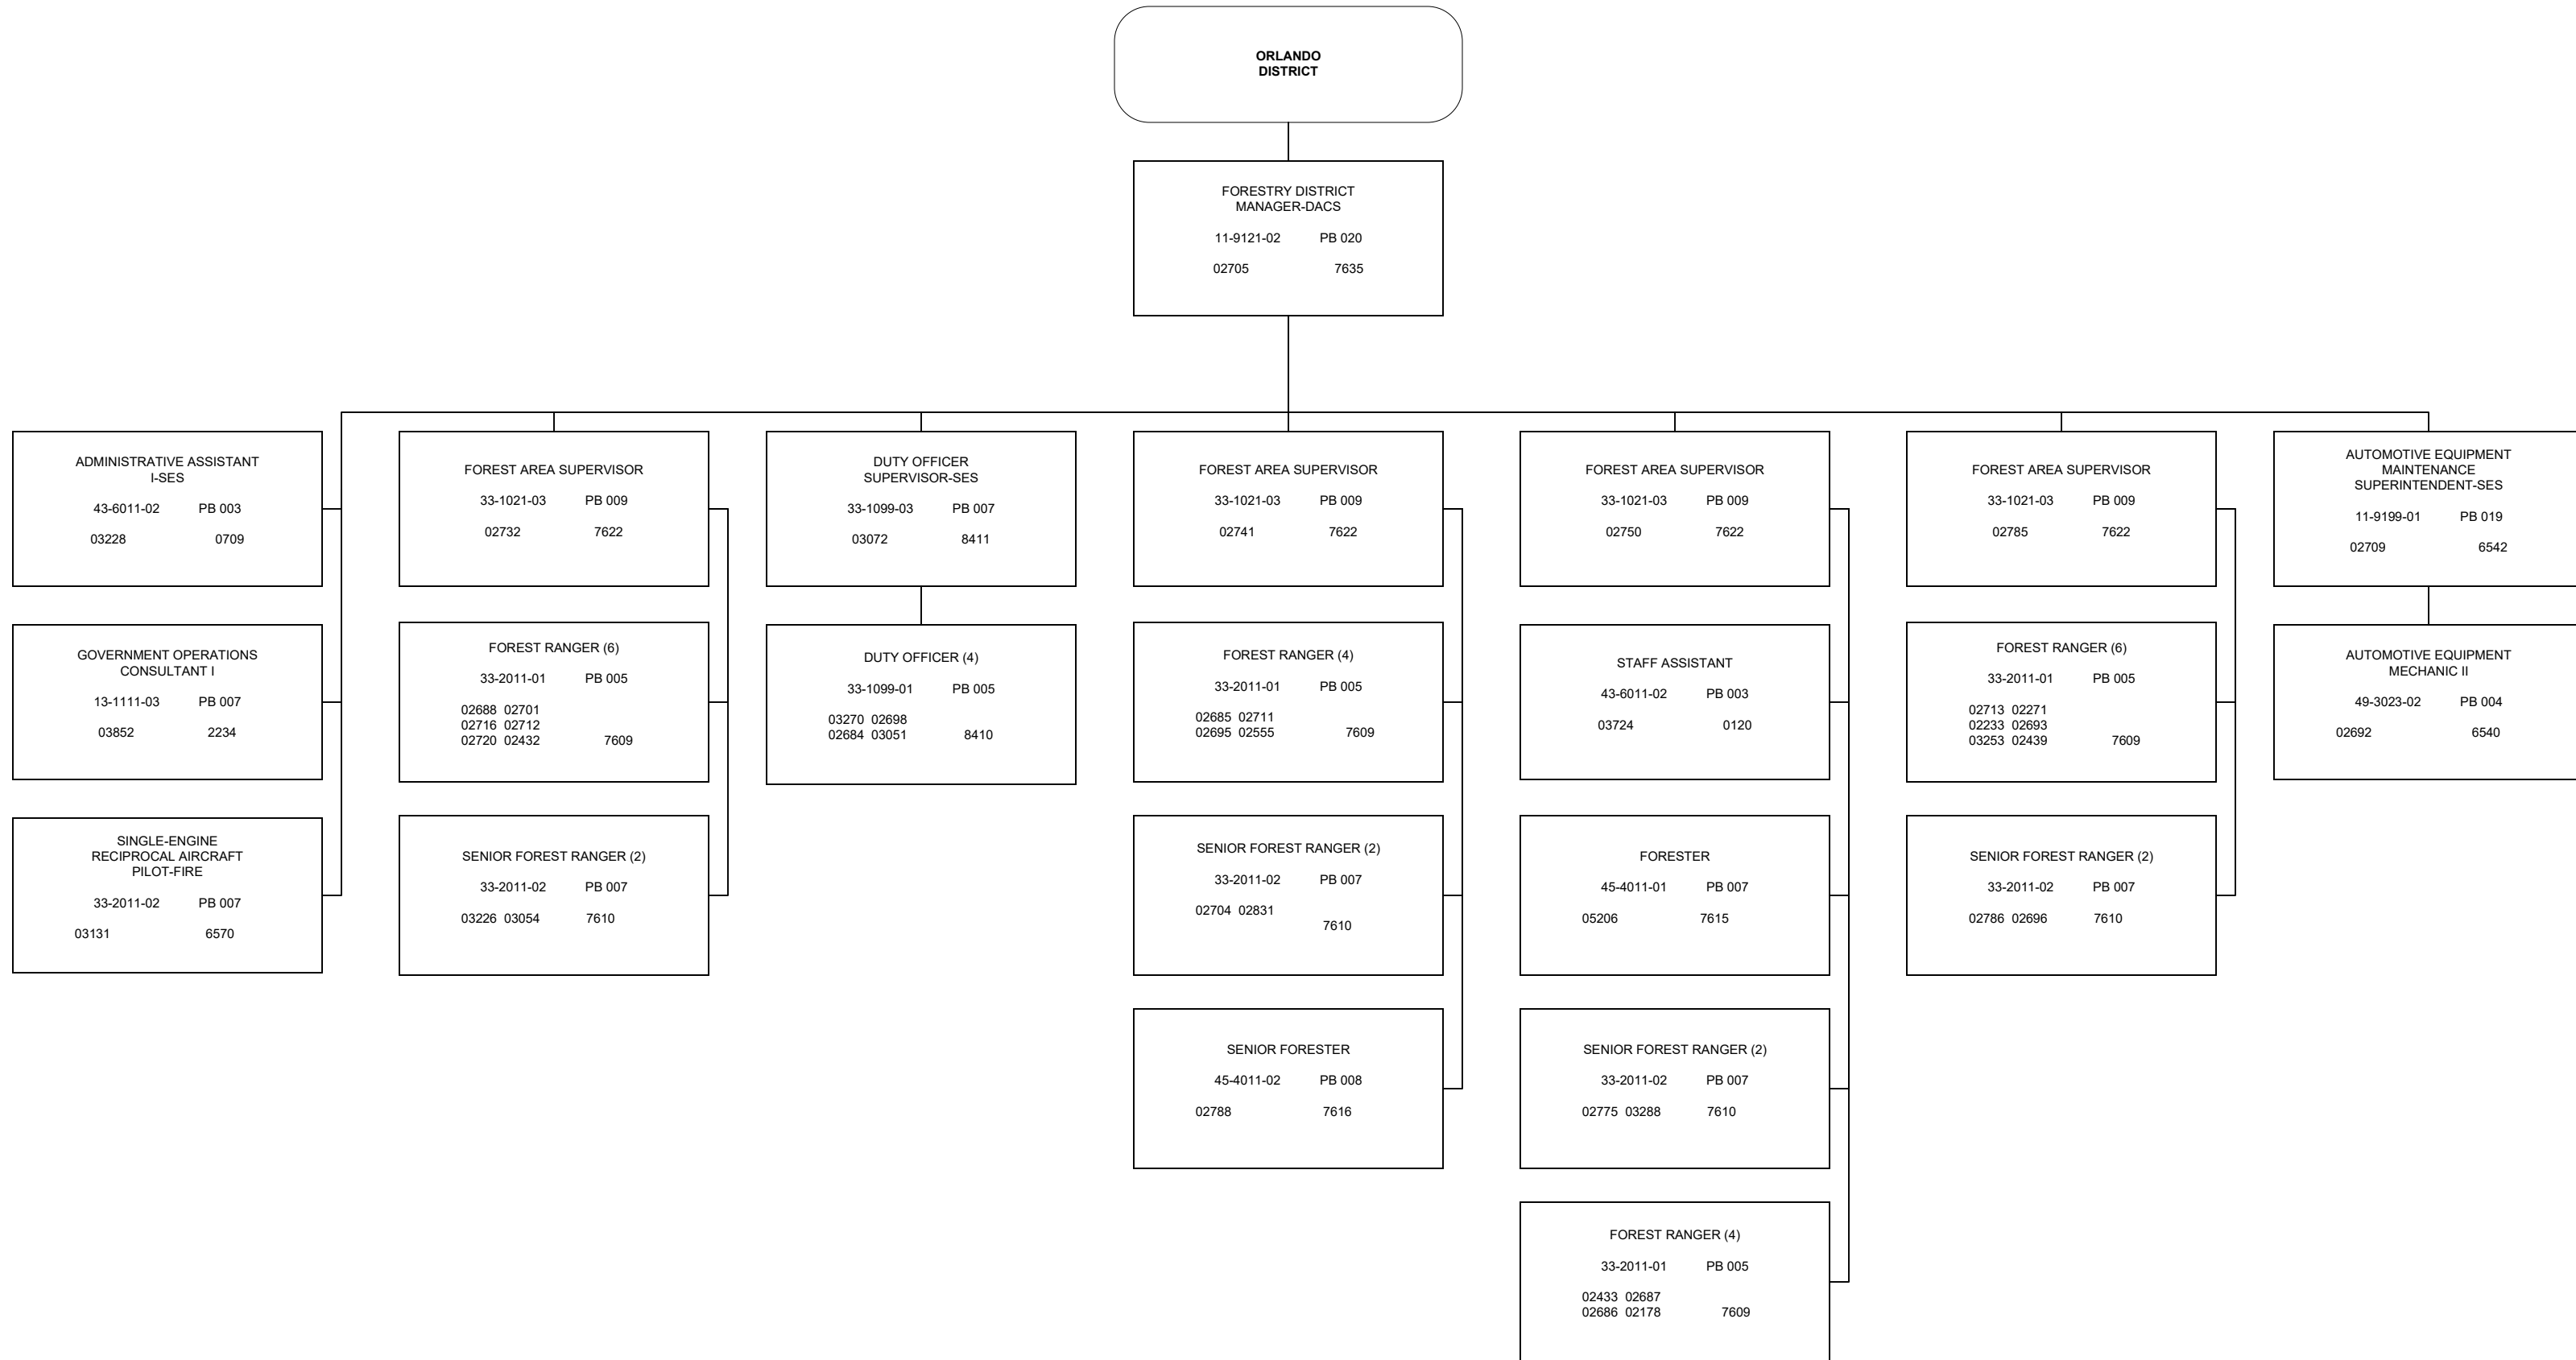 ORLANDO
DISTRICT
FORESTRY DISTRICT
MANAGER-DACS
11-9121-02 PB 020
02705 7635
ADMINISTRATIVE ASSISTANT
I-SES
43-6011-02 PB 003
03228 0709
GOVERNMENT OPERATIONS
CONSULTANT I
13-1111-03 PB 007
03852 2234
SINGLE-ENGINE
RECIPROCAL AIRCRAFT
PILOT-FIRE
33-2011-02 PB 007
03131 6570
FOREST AREA SUPERVISOR
33-1021-03 PB 009
02732 7622
FOREST RANGER (6)
33-2011-01 PB 005
02688 02701
02716 02712
02720 02432 7609
SENIOR FOREST RANGER (2)
33-2011-02 PB 007
03226 03054 7610
DUTY OFFICER
SUPERVISOR-SES
33-1099-03 PB 007
03072 8411
DUTY OFFICER (4)
33-1099-01 PB 005
03270 02698
02684 03051 8410
FOREST AREA SUPERVISOR
33-1021-03 PB 009
02741 7622
FOREST RANGER (4)
33-2011-01 PB 005
02685 02711
02695 02555 7609
SENIOR FOREST RANGER (2)
33-2011-02 PB 007
02704 02831
7610
SENIOR FORESTER
45-4011-02 PB 008
02788 7616
FOREST AREA SUPERVISOR
33-1021-03 PB 009
02750 7622
STAFF ASSISTANT
43-6011-02 PB 003
03724 0120
FORESTER
45-4011-01 PB 007
05206 7615
SENIOR FOREST RANGER (2)
33-2011-02 PB 007
02775 03288 7610
FOREST RANGER (4)
33-2011-01 PB 005
02433 02687
02686 02178 7609
FOREST AREA SUPERVISOR
33-1021-03 PB 009
02785 7622
FOREST RANGER (6)
33-2011-01 PB 005
02713 02271
02233 02693
03253 02439 7609
SENIOR FOREST RANGER (2)
33-2011-02 PB 007
02786 02696 7610
AUTOMOTIVE EQUIPMENT
MAINTENANCE
SUPERINTENDENT-SES
11-9199-01 PB 019
02709 6542
AUTOMOTIVE EQUIPMENT
MECHANIC II
49-3023-02 PB 004
02692 6540